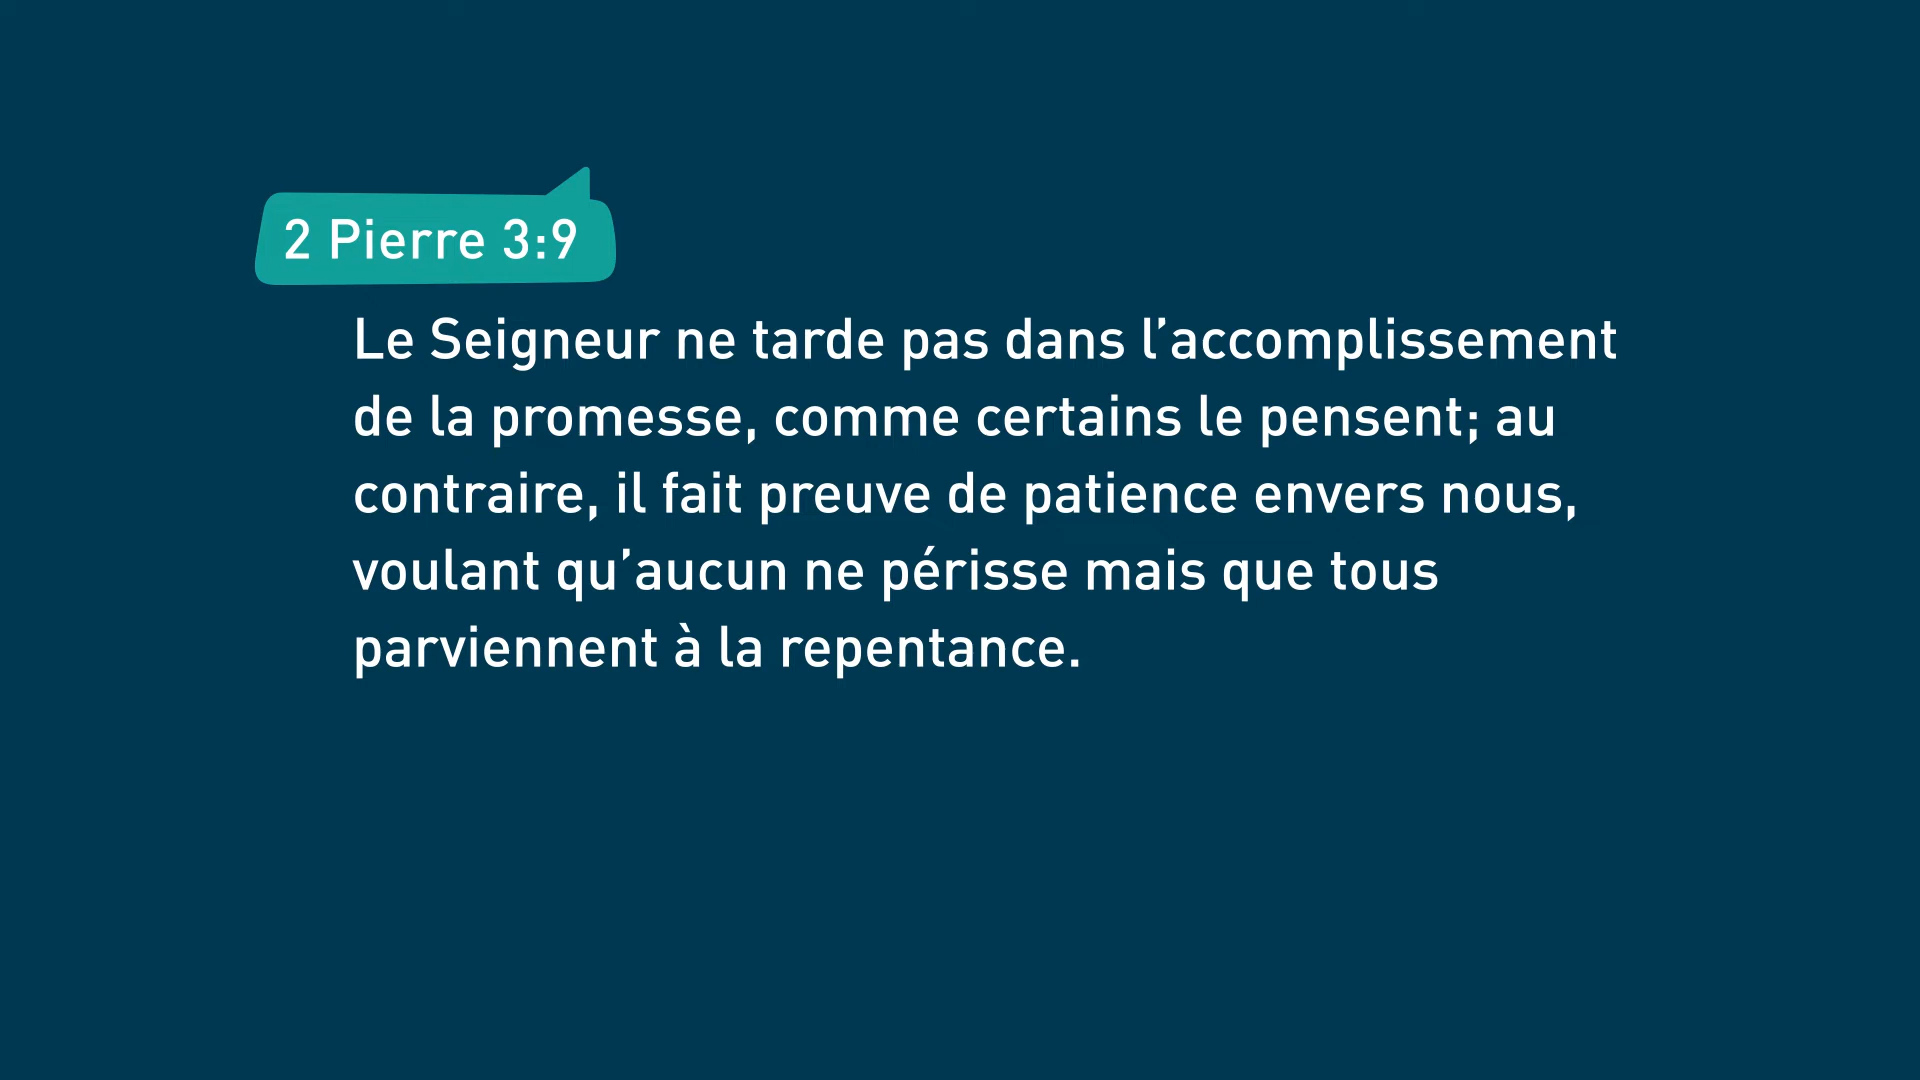 2 Pierre 3:9
Le Seigneur ne tarde pas dans l’accomplissement
de la promesse, comme certains le pensent; au
contraire, il fait preuve de patience envers nous,
voulant qu’aucun ne périsse mais que tous
parviennent à la repentance.